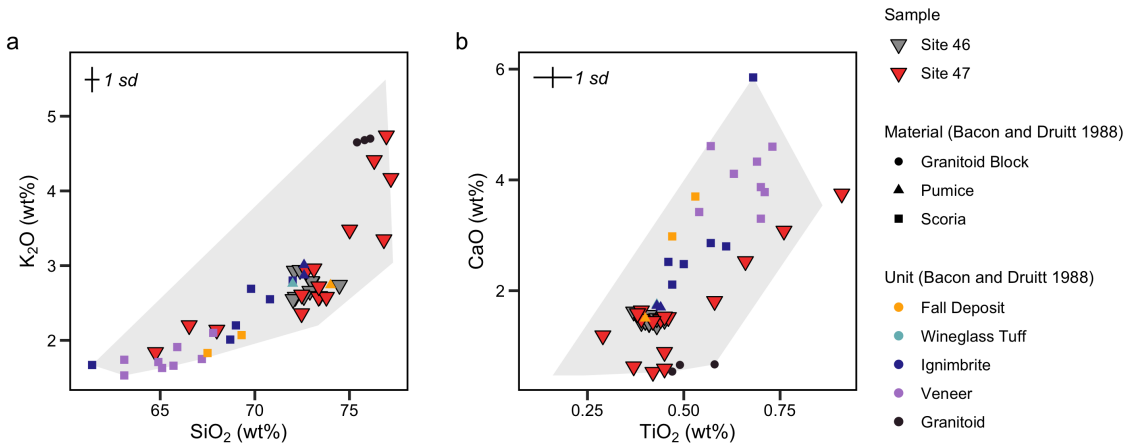 a
1 sd
K₂O (wt%)
5
4
3
2
65
70
75
SiO₂ (wt%)
b
1 sd
CaO (wt%)
6
4
2
0.25
0.50
0.75
TiO₂ (wt%)
Sample
Site 46
Site 47
Material (Bacon and Druitt 1988)
Granitoid Block
Pumice
Scoria
Unit (Bacon and Druitt 1988)
Fall Deposit
Wineglass Tuff
Ignimbrite
Veneer
Granitoid